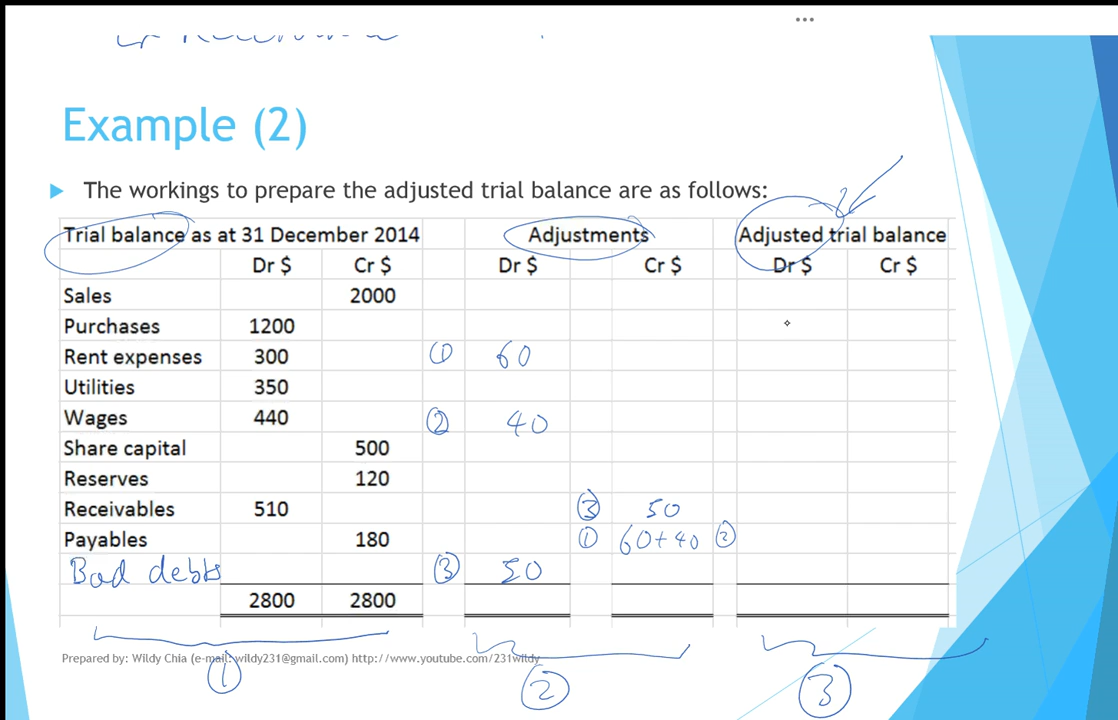 Example (2)
The workings to prepare the adjusted trial balance are as follows:
Trial balance as at 31 December 2014 Adjustments Adjusted trial balance
Dr $ Cr $ Dr $ Cr $ Dr $ Cr $
Sales 2000
Purchases 1200
Rent expenses 300 ① 60
Utilities 350
Wages 440 ② 40
Share capital 500
Reserves 120
Receivables 510 ③ 50
Payables 180 ① 60+40 ②
Bad debts ③ 50
2800 2800
Prepared by: Wildy Chia (e-mail: wildy231@gmail.com) http://www.youtube.com/231wildy
① ② ③